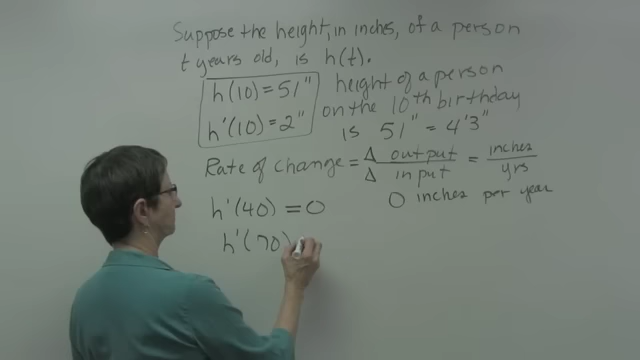 Suppose the height, in inches, of a person
t years old, is h(t).
h(10)=51" height of a person
on the 10th birthday
h'(10)=2" is 51" = 4'3"
Rate of change = Δ output / Δ input = inches / yrs
h'(40) = 0 0 inches per year
h'(70)